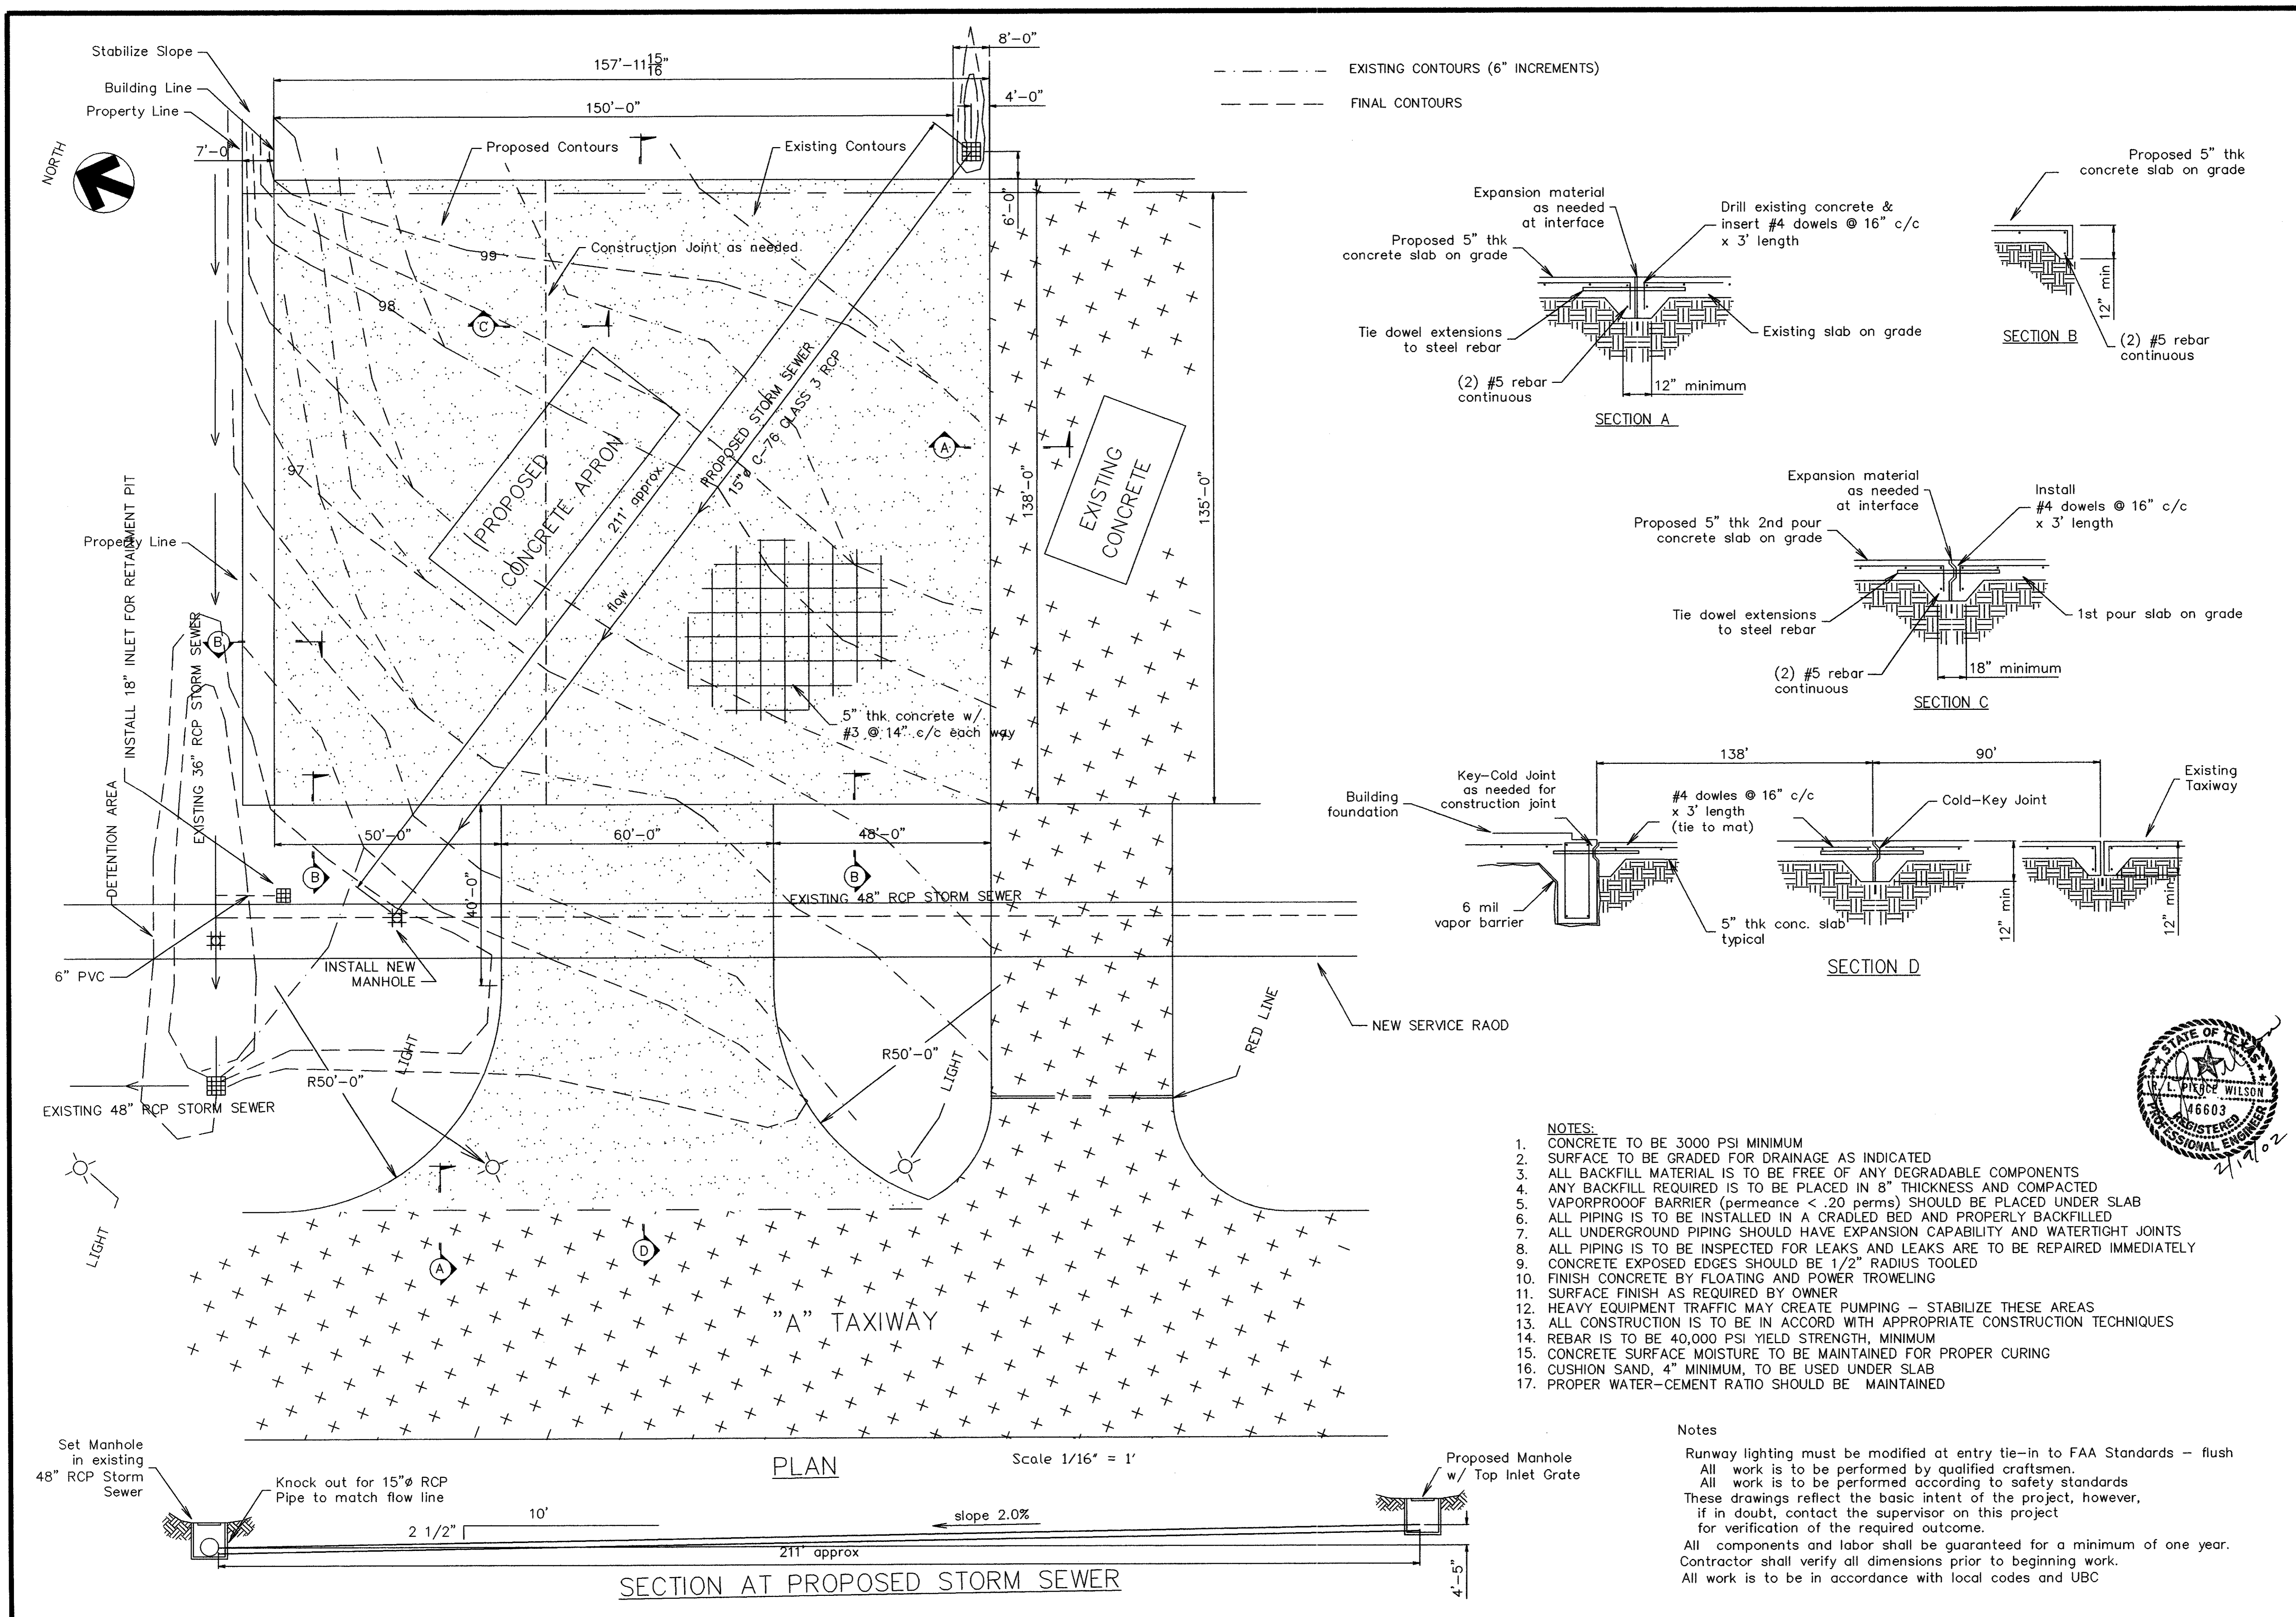 Stabilize Slope
Building Line
Property Line
NORTH
7'-0"
157'-11 15/16"
150'-0"
8'-0"
4'-0"
6'-0"
Proposed Contours
Existing Contours
Construction Joint as needed
99
98
97
C
A
B
PROPOSED
CONCRETE APRON
211' approx.
PROPOSED STORM SEWER
15"ø C-76 CLASS 3 RCP
flow
138'-0"
135'-0"
EXISTING
CONCRETE
5" thk concrete w/
#3 @ 14" c/c each way
Property Line
INSTALL 18" INLET FOR RETAINMENT PIT
EXISTING 36" RCP STORM SEWER
DETENTION AREA
50'-0"
60'-0"
48'-0"
40'-0"
B
B
EXISTING 48" RCP STORM SEWER
6" PVC
INSTALL NEW
MANHOLE
NEW SERVICE RAOD
EXISTING 48" RCP STORM SEWER
R50'-0"
LIGHT
R50'-0"
LIGHT
RED LINE
LIGHT
A
D
"A" TAXIWAY
PLAN
Scale 1/16" = 1'
EXISTING CONTOURS (6" INCREMENTS)
FINAL CONTOURS
Expansion material
as needed
at interface
Drill existing concrete &
insert #4 dowels @ 16" c/c
x 3' length
Proposed 5" thk
concrete slab on grade
Tie dowel extensions
to steel rebar
Existing slab on grade
(2) #5 rebar
continuous
12" minimum
SECTION A
Proposed 5" thk
concrete slab on grade
12" min
(2) #5 rebar
continuous
SECTION B
Expansion material
as needed
at interface
Install
#4 dowels @ 16" c/c
x 3' length
Proposed 5" thk 2nd pour
concrete slab on grade
Tie dowel extensions
to steel rebar
1st pour slab on grade
(2) #5 rebar
continuous
18" minimum
SECTION C
138'
90'
Building
foundation
Key-Cold Joint
as needed for
construction joint
#4 dowles @ 16" c/c
x 3' length
(tie to mat)
Cold-Key Joint
Existing
Taxiway
6 mil
vapor barrier
5" thk conc. slab
typical
12" min
12" min
SECTION D
STATE OF TEXAS
R. L. PIERCE WILSON
46603
REGISTERED
PROFESSIONAL ENGINEER
2/19/02
NOTES:
1. CONCRETE TO BE 3000 PSI MINIMUM
2. SURFACE TO BE GRADED FOR DRAINAGE AS INDICATED
3. ALL BACKFILL MATERIAL IS TO BE FREE OF ANY DEGRADABLE COMPONENTS
4. ANY BACKFILL REQUIRED IS TO BE PLACED IN 8" THICKNESS AND COMPACTED
5. VAPORPROOOF BARRIER (permeance < .20 perms) SHOULD BE PLACED UNDER SLAB
6. ALL PIPING IS TO BE INSTALLED IN A CRADLED BED AND PROPERLY BACKFILLED
7. ALL UNDERGROUND PIPING SHOULD HAVE EXPANSION CAPABILITY AND WATERTIGHT JOINTS
8. ALL PIPING IS TO BE INSPECTED FOR LEAKS AND LEAKS ARE TO BE REPAIRED IMMEDIATELY
9. CONCRETE EXPOSED EDGES SHOULD BE 1/2" RADIUS TOOLED
10. FINISH CONCRETE BY FLOATING AND POWER TROWELING
11. SURFACE FINISH AS REQUIRED BY OWNER
12. HEAVY EQUIPMENT TRAFFIC MAY CREATE PUMPING – STABILIZE THESE AREAS
13. ALL CONSTRUCTION IS TO BE IN ACCORD WITH APPROPRIATE CONSTRUCTION TECHNIQUES
14. REBAR IS TO BE 40,000 PSI YIELD STRENGTH, MINIMUM
15. CONCRETE SURFACE MOISTURE TO BE MAINTAINED FOR PROPER CURING
16. CUSHION SAND, 4" MINIMUM, TO BE USED UNDER SLAB
17. PROPER WATER-CEMENT RATIO SHOULD BE MAINTAINED
Notes
Runway lighting must be modified at entry tie-in to FAA Standards – flush
All work is to be performed by qualified craftsmen.
All work is to be performed according to safety standards
These drawings reflect the basic intent of the project, however,
if in doubt, contact the supervisor on this project
for verification of the required outcome.
All components and labor shall be guaranteed for a minimum of one year.
Contractor shall verify all dimensions prior to beginning work.
All work is to be in accordance with local codes and UBC
Set Manhole
in existing
48" RCP Storm
Sewer
Knock out for 15"ø RCP
Pipe to match flow line
2 1/2"
10'
slope 2.0%
211' approx
Proposed Manhole
w/ Top Inlet Grate
4'-5"
SECTION AT PROPOSED STORM SEWER